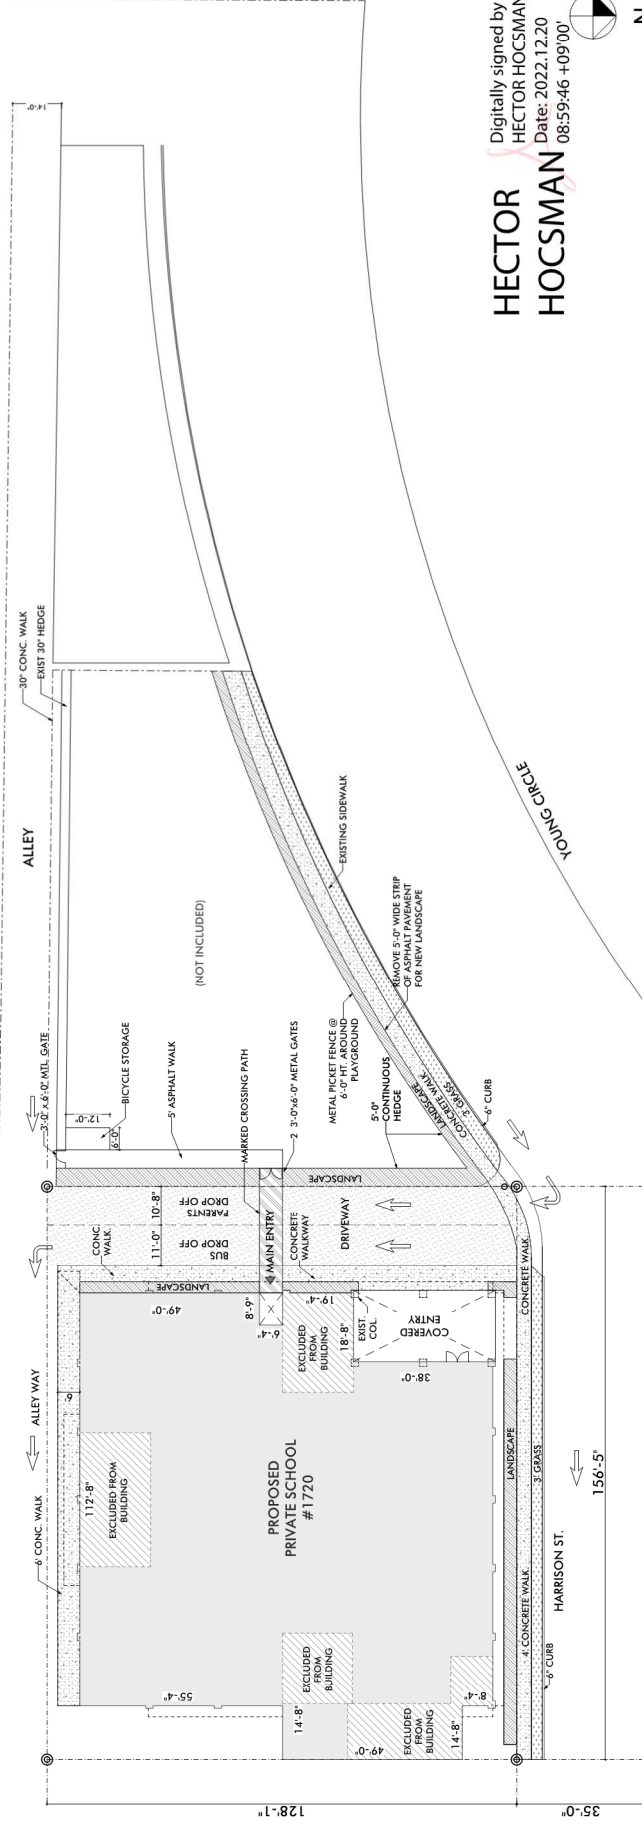 HECTOR
HOCSMAN
Digitally signed by
HECTOR HOCSMAN
Date: 2022.12.20
08:59:46 +09'00'
N
14'-0"
30" CONC. WALK
EXIST 30" HEDGE
ALLEY
(NOT INCLUDED)
YOUNG CIRCLE
EXISTING SIDEWALK
REMOVE 5'-0" WIDE STRIP
OF ASPHALT PAVEMENT
FOR NEW LANDSCAPE
METAL PICKET FENCE @
6'-0" HT. AROUND
PLAYGROUND
5'-0"
CONTINUOUS
HEDGE
LANDSCAPE
CONCRETE WALK
3' GRASS
6" CURB
3'-0" x 6'-0" MTL. GATE
12'-0"
6'-0"
BICYCLE STORAGE
5' ASPHALT WALK
MARKED CROSSING PATH
2 3'-0"x6'-0" METAL GATES
LANDSCAPE
PARENTS
DROP OFF
10'-8"
BUS
DROP OFF
11'-0"
DRIVEWAY
MAIN ENTRY
CONC.
WALK.
CONCRETE
WALKWAY
LANDSCAPE
49'-0"
8'-9"
6'-4"
19'-4"
18'-8"
EXIST.
COL.
COVERED
ENTRY
38'-0"
CONCRETE WALK
ALLEY WAY
6' CONC. WALK
6'
112'-8"
EXCLUDED FROM
BUILDING
EXCLUDED
FROM
BUILDING
PROPOSED
PRIVATE SCHOOL
#1720
EXCLUDED
FROM
BUILDING
EXCLUDED
FROM
BUILDING
55'-4"
14'-8"
49'-0"
14'-8"
8'-4"
LANDSCAPE
3' GRASS
4' CONCRETE WALK
6" CURB
HARRISON ST.
156'-5"
128'-1"
35'-0"